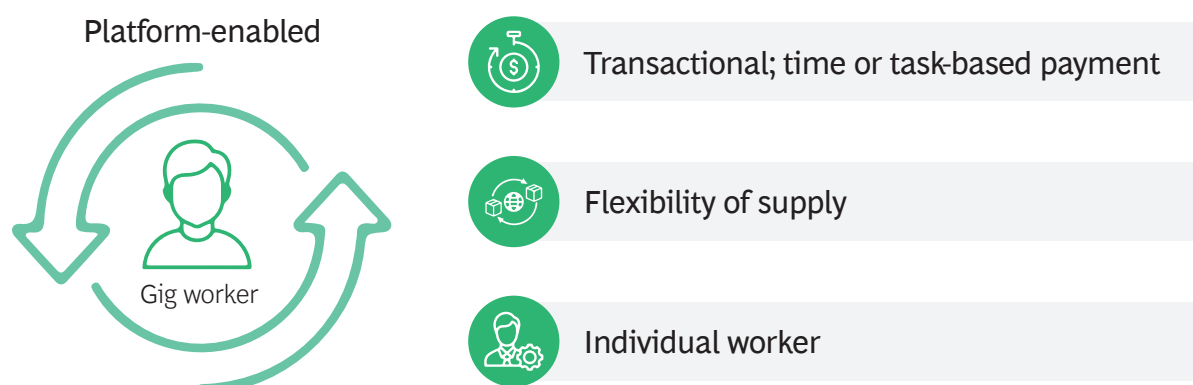 Platform-enabled
Gig worker
$
Transactional; time or task-based payment
Flexibility of supply
Individual worker